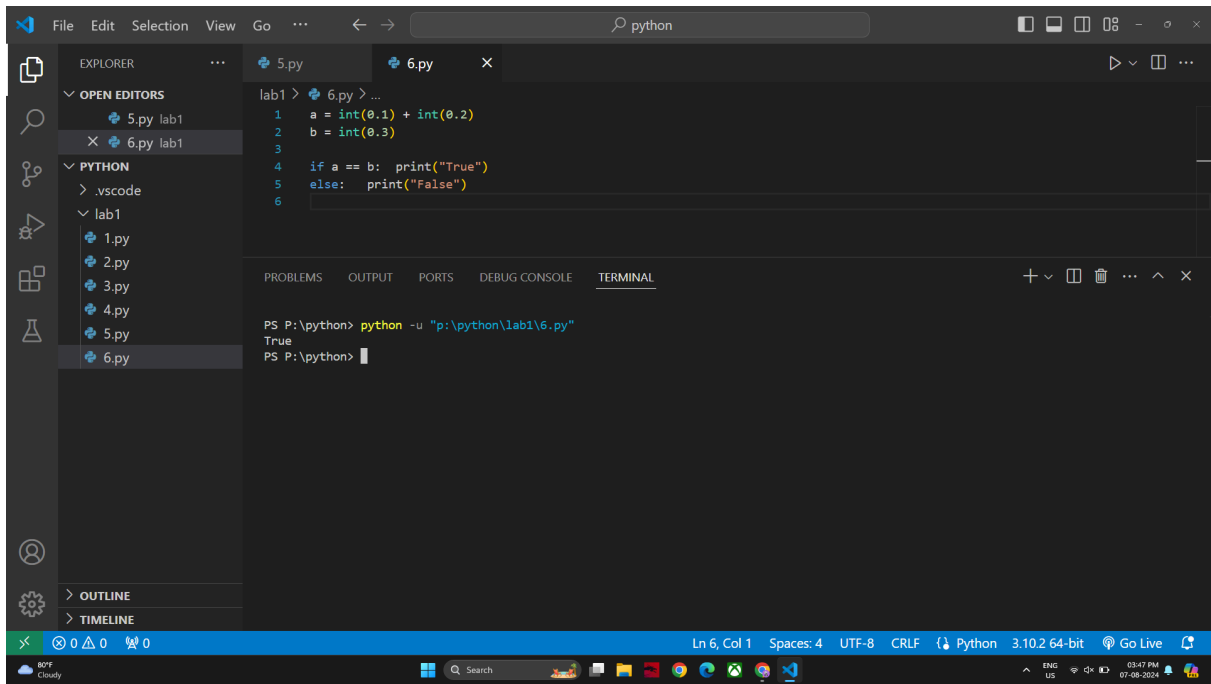 File Edit Selection View Go ··· python
EXPLORER ···
OPEN EDITORS
5.py lab1
6.py lab1
PYTHON
.vscode
lab1
1.py
2.py
3.py
4.py
5.py
6.py
OUTLINE
TIMELINE
5.py 6.py
lab1 > 6.py > ...
1 a = int(0.1) + int(0.2)
2 b = int(0.3)
3
4 if a == b: print("True")
5 else: print("False")
6
PROBLEMS OUTPUT PORTS DEBUG CONSOLE TERMINAL
PS P:\python> python -u "p:\python\lab1\6.py"
True
PS P:\python>
0 0 0 Ln 6, Col 1 Spaces: 4 UTF-8 CRLF Python 3.10.2 64-bit Go Live
80°F
Cloudy
Search
ENG
US
03:47 PM
07-08-2024